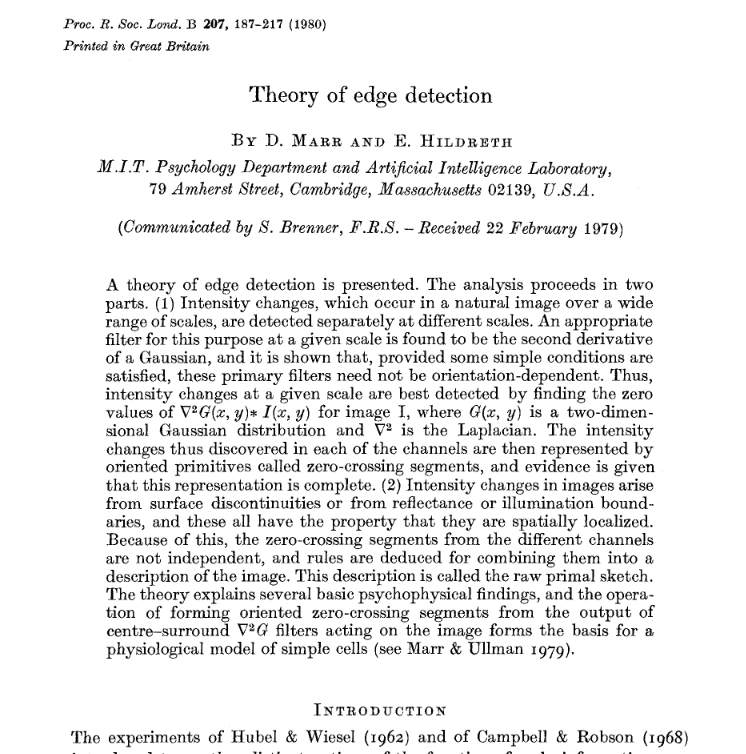 Proc. R. Soc. Lond. B 207, 187-217 (1980)
Printed in Great Britain
Theory of edge detection
By D. Marr and E. Hildreth
M.I.T. Psychology Department and Artificial Intelligence Laboratory,
79 Amherst Street, Cambridge, Massachusetts 02139, U.S.A.
(Communicated by S. Brenner, F.R.S. – Received 22 February 1979)
A theory of edge detection is presented. The analysis proceeds in two
parts. (1) Intensity changes, which occur in a natural image over a wide
range of scales, are detected separately at different scales. An appropriate
filter for this purpose at a given scale is found to be the second derivative
of a Gaussian, and it is shown that, provided some simple conditions are
satisfied, these primary filters need not be orientation-dependent. Thus,
intensity changes at a given scale are best detected by finding the zero
values of ∇²G(x, y)* I(x, y) for image I, where G(x, y) is a two-dimen-
sional Gaussian distribution and ∇² is the Laplacian. The intensity
changes thus discovered in each of the channels are then represented by
oriented primitives called zero-crossing segments, and evidence is given
that this representation is complete. (2) Intensity changes in images arise
from surface discontinuities or from reflectance or illumination bound-
aries, and these all have the property that they are spatially localized.
Because of this, the zero-crossing segments from the different channels
are not independent, and rules are deduced for combining them into a
description of the image. This description is called the raw primal sketch.
The theory explains several basic psychophysical findings, and the opera-
tion of forming oriented zero-crossing segments from the output of
centre–surround ∇²G filters acting on the image forms the basis for a
physiological model of simple cells (see Marr & Ullman 1979).
Introduction
The experiments of Hubel & Wiesel (1962) and of Campbell & Robson (1968)